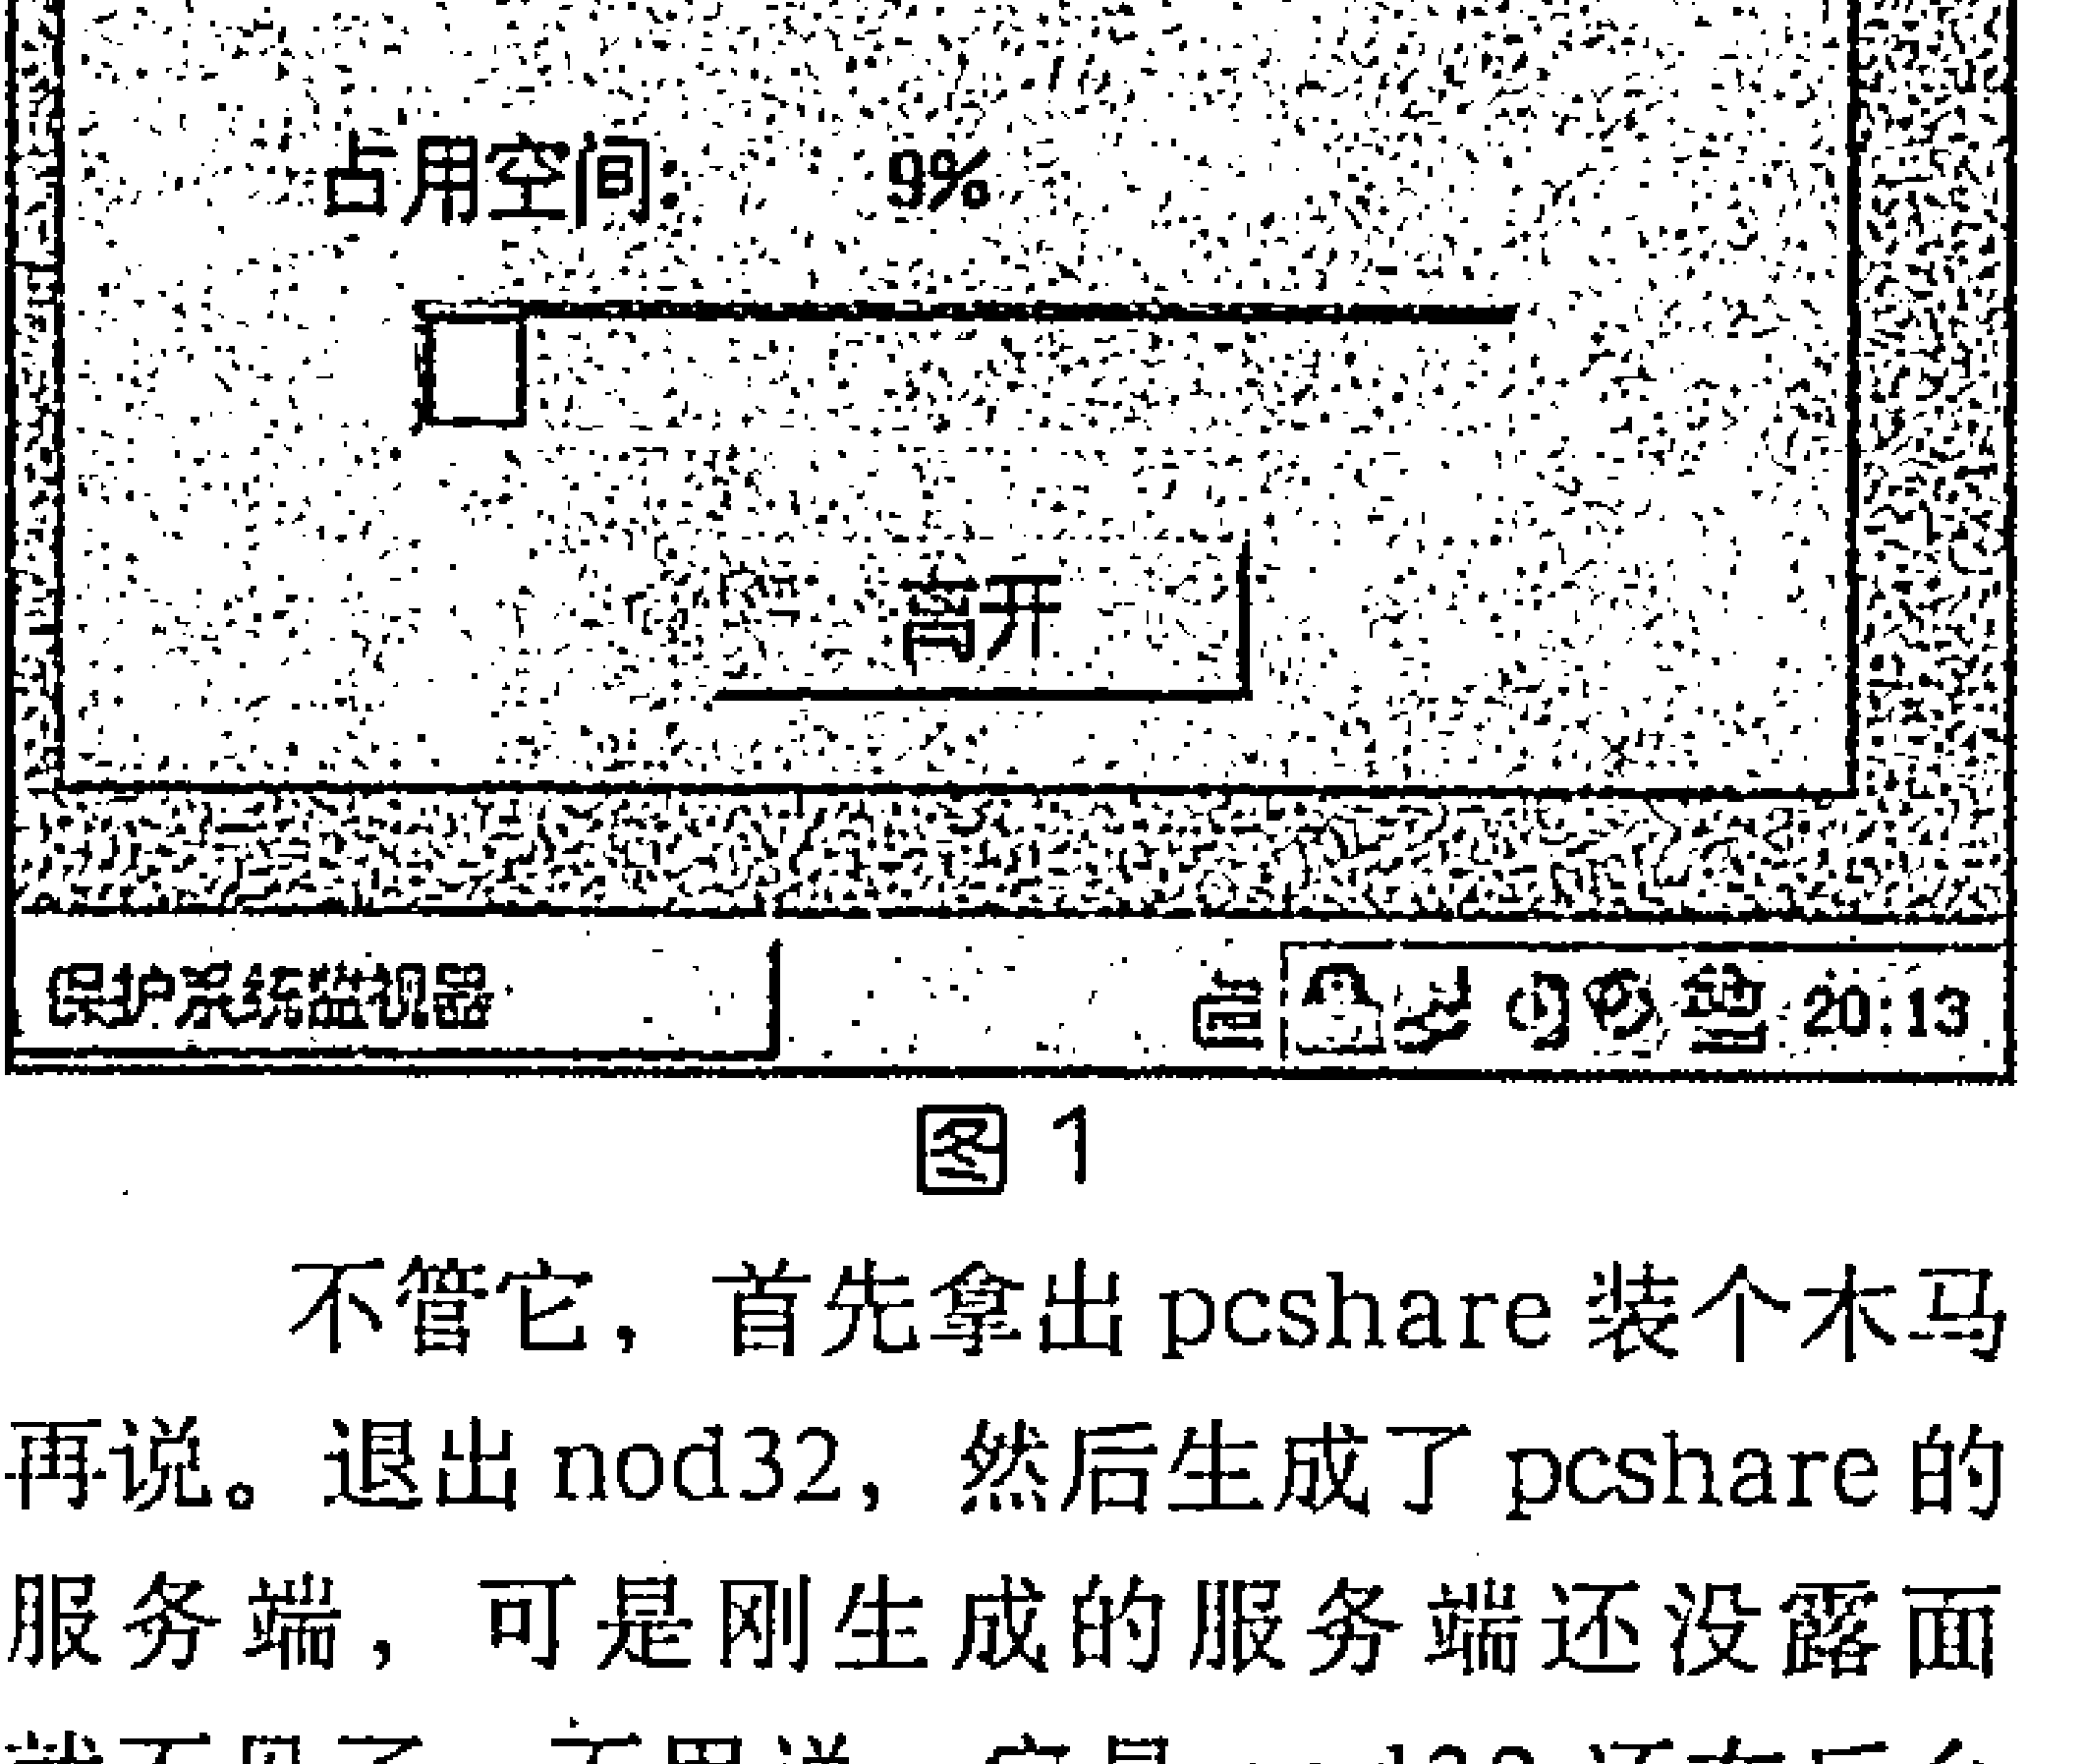 占用空间: 9%
离开
保护系统监视器 20:13
图 1
不管它，首先拿出 pcshare 装个木马
再说。退出 nod32，然后生成了 pcshare 的
服务端，可是刚生成的服务端还没露面